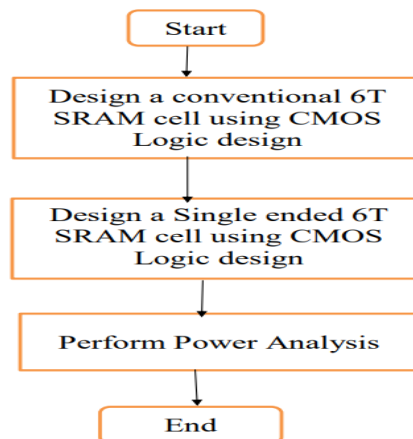 Start
Design a conventional 6T
SRAM cell using CMOS
Logic design
Design a Single ended 6T
SRAM cell using CMOS
Logic design
Perform Power Analysis
End